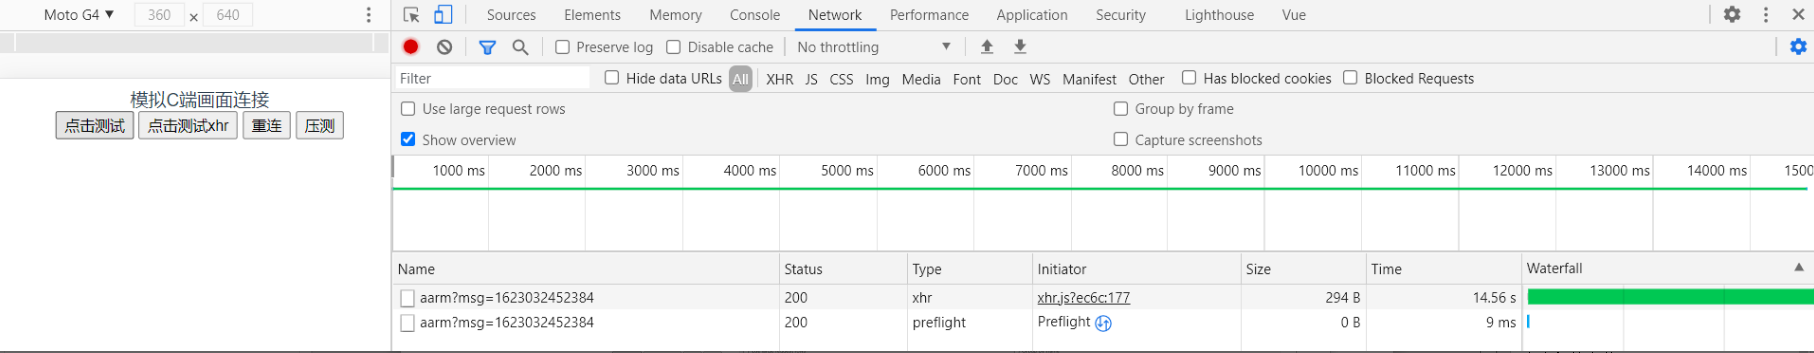 Moto G4 ▼ 360 × 640
Sources Elements Memory Console Network Performance Application Security Lighthouse Vue
Preserve log Disable cache No throttling ▼
Filter Hide data URLs All XHR JS CSS Img Media Font Doc WS Manifest Other Has blocked cookies Blocked Requests
模拟C端画面连接
点击测试 点击测试xhr 重连 压测
Use large request rows Group by frame
Show overview Capture screenshots
1000 ms 2000 ms 3000 ms 4000 ms 5000 ms 6000 ms 7000 ms 8000 ms 9000 ms 10000 ms 11000 ms 12000 ms 13000 ms 14000 ms 1500
Name Status Type Initiator Size Time Waterfall ▲
aarm?msg=1623032452384 200 xhr xhr.js?ec6c:177 294 B 14.56 s
aarm?msg=1623032452384 200 preflight Preflight 0 B 9 ms